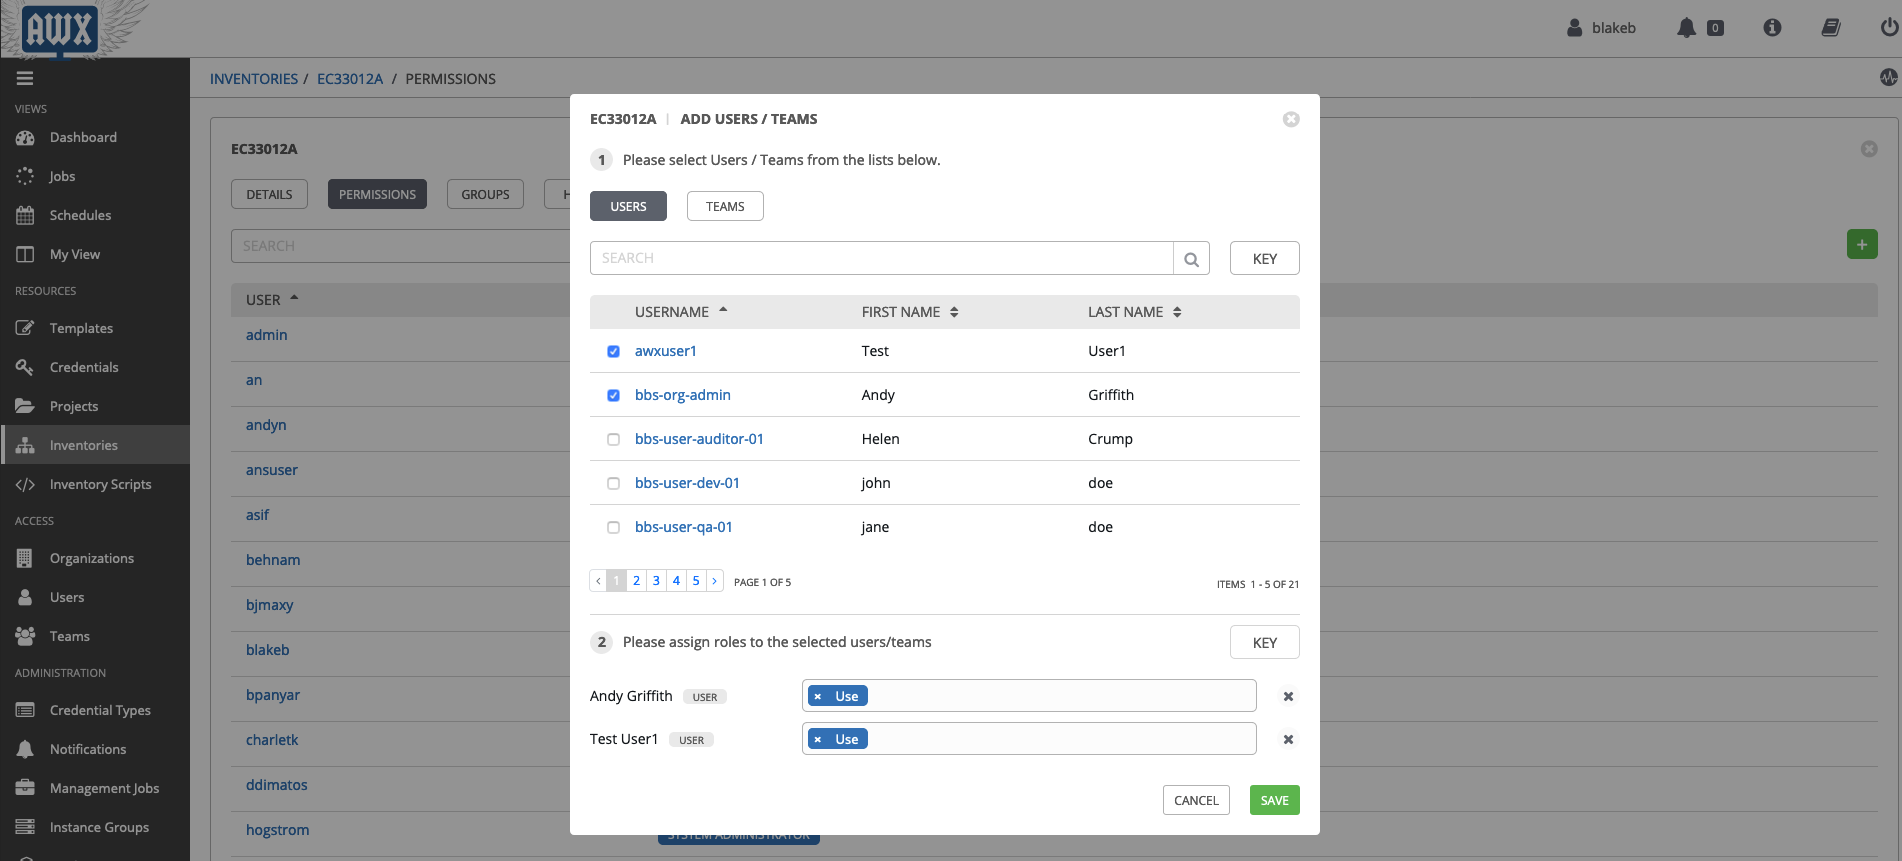 AWX
blakeb
0
INVENTORIES / EC33012A / PERMISSIONS
VIEWS
Dashboard
Jobs
Schedules
My View
RESOURCES
Templates
Credentials
Projects
Inventories
Inventory Scripts
ACCESS
Organizations
Users
Teams
ADMINISTRATION
Credential Types
Notifications
Management Jobs
Instance Groups
EC33012A
DETAILS
PERMISSIONS
GROUPS
H
SEARCH
+
USER
admin
an
andyn
ansuser
asif
behnam
bjmaxy
blakeb
bpanyar
charletk
ddimatos
hogstrom
SYSTEM ADMINISTRATOR
EC33012A | ADD USERS / TEAMS
1 Please select Users / Teams from the lists below.
USERS TEAMS
SEARCH
KEY
USERNAME FIRST NAME LAST NAME
awxuser1 Test User1
bbs-org-admin Andy Griffith
bbs-user-auditor-01 Helen Crump
bbs-user-dev-01 john doe
bbs-user-qa-01 jane doe
‹ 1 2 3 4 5 › PAGE 1 OF 5
ITEMS 1 - 5 OF 21
2 Please assign roles to the selected users/teams
KEY
Andy Griffith USER × Use
Test User1 USER × Use
CANCEL SAVE